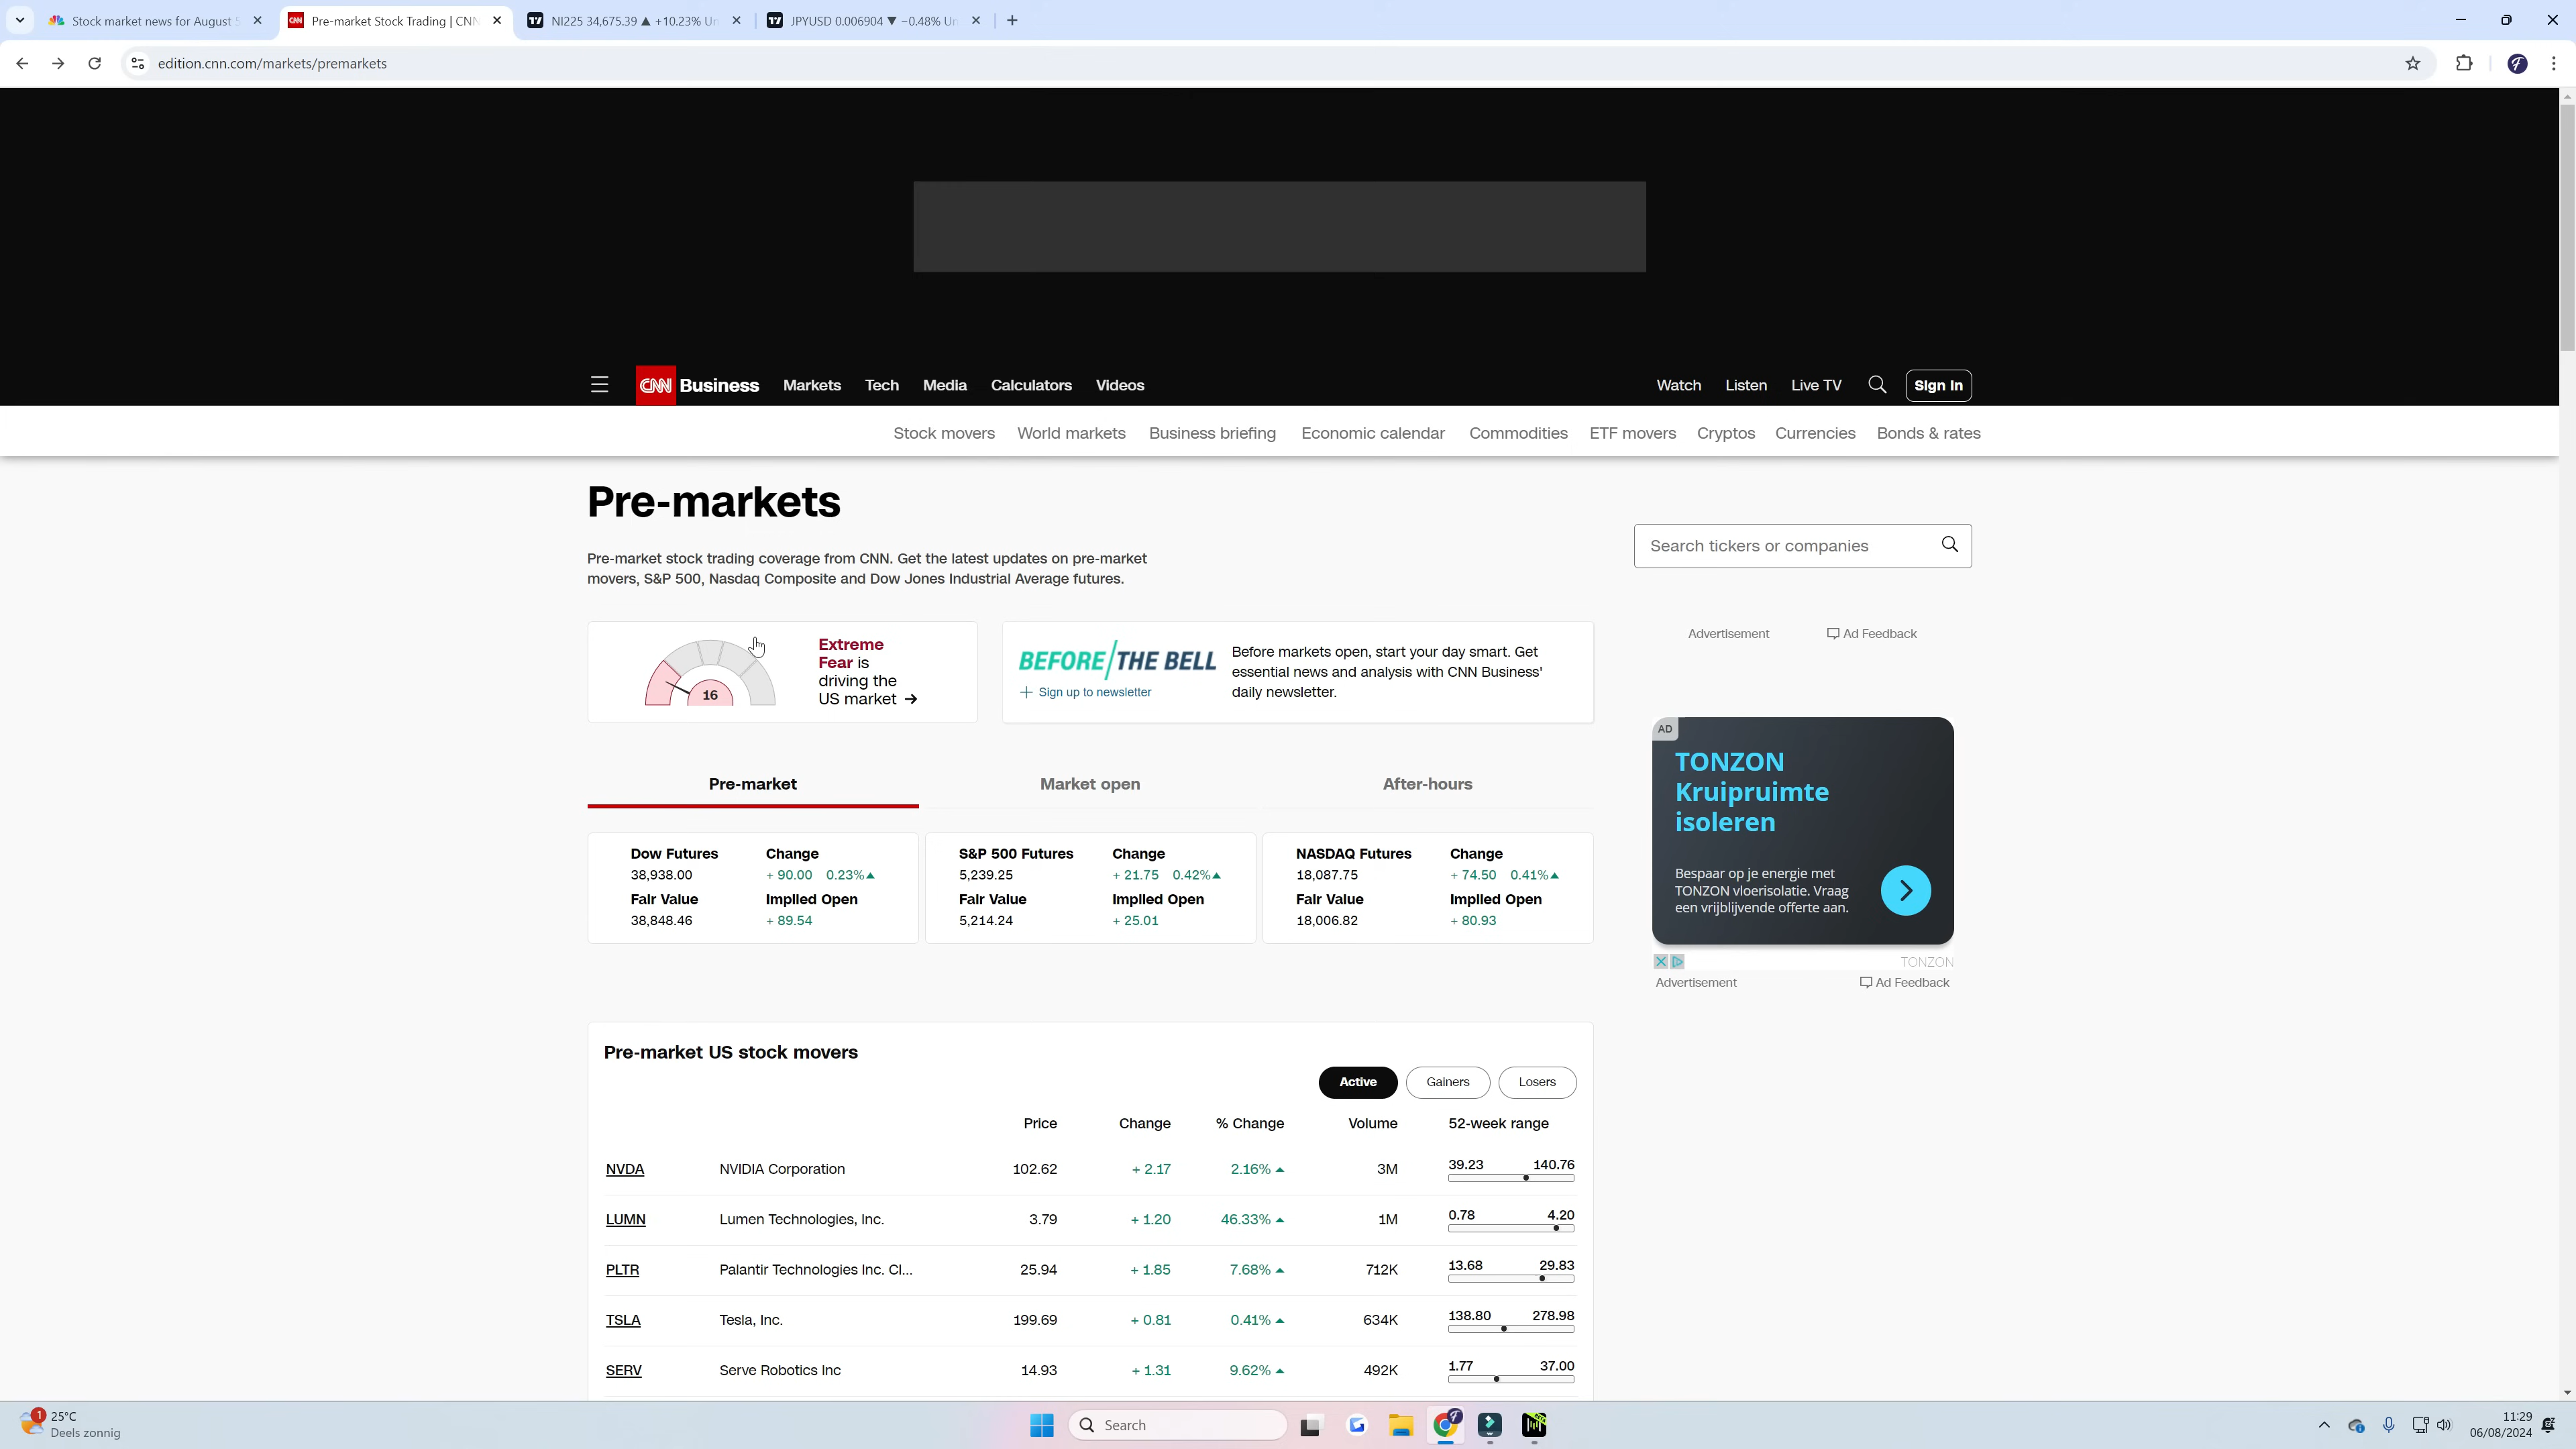 Stock market news for August 5
Pre-market Stock Trading | CNN
NI225 34,675.39 ▲ +10.23% Un
JPYUSD 0.006904 ▼ −0.48% Un
edition.cnn.com/markets/premarkets
CNN Business Markets Tech Media Calculators Videos
Watch Listen Live TV Sign in
Stock movers World markets Business briefing Economic calendar Commodities ETF movers Cryptos Currencies Bonds & rates
Pre-markets
Pre-market stock trading coverage from CNN. Get the latest updates on pre-market
movers, S&P 500, Nasdaq Composite and Dow Jones Industrial Average futures.
Search tickers or companies
16
Extreme
Fear is
driving the
US market →
BEFORE/THE BELL
+ Sign up to newsletter
Before markets open, start your day smart. Get
essential news and analysis with CNN Business'
daily newsletter.
Advertisement Ad Feedback
Pre-market Market open After-hours
Dow Futures Change
38,938.00 + 90.00 0.23%▲
Fair Value Implied Open
38,848.46 + 89.54
S&P 500 Futures Change
5,239.25 + 21.75 0.42%▲
Fair Value Implied Open
5,214.24 + 25.01
NASDAQ Futures Change
18,087.75 + 74.50 0.41%▲
Fair Value Implied Open
18,006.82 + 80.93
AD
TONZON
Kruipruimte
isoleren
Bespaar op je energie met
TONZON vloerisolatie. Vraag
een vrijblijvende offerte aan.
TONZON
Advertisement Ad Feedback
Pre-market US stock movers
Active Gainers Losers
Price Change % Change Volume 52-week range
NVDA NVIDIA Corporation 102.62 + 2.17 2.16% ▲ 3M 39.23 140.76
LUMN Lumen Technologies, Inc. 3.79 + 1.20 46.33% ▲ 1M 0.78 4.20
PLTR Palantir Technologies Inc. Cl... 25.94 + 1.85 7.68% ▲ 712K 13.68 29.83
TSLA Tesla, Inc. 199.69 + 0.81 0.41% ▲ 634K 138.80 278.98
SERV Serve Robotics Inc 14.93 + 1.31 9.62% ▲ 492K 1.77 37.00
1
25°C
Deels zonnig
Search
11:29
06/08/2024